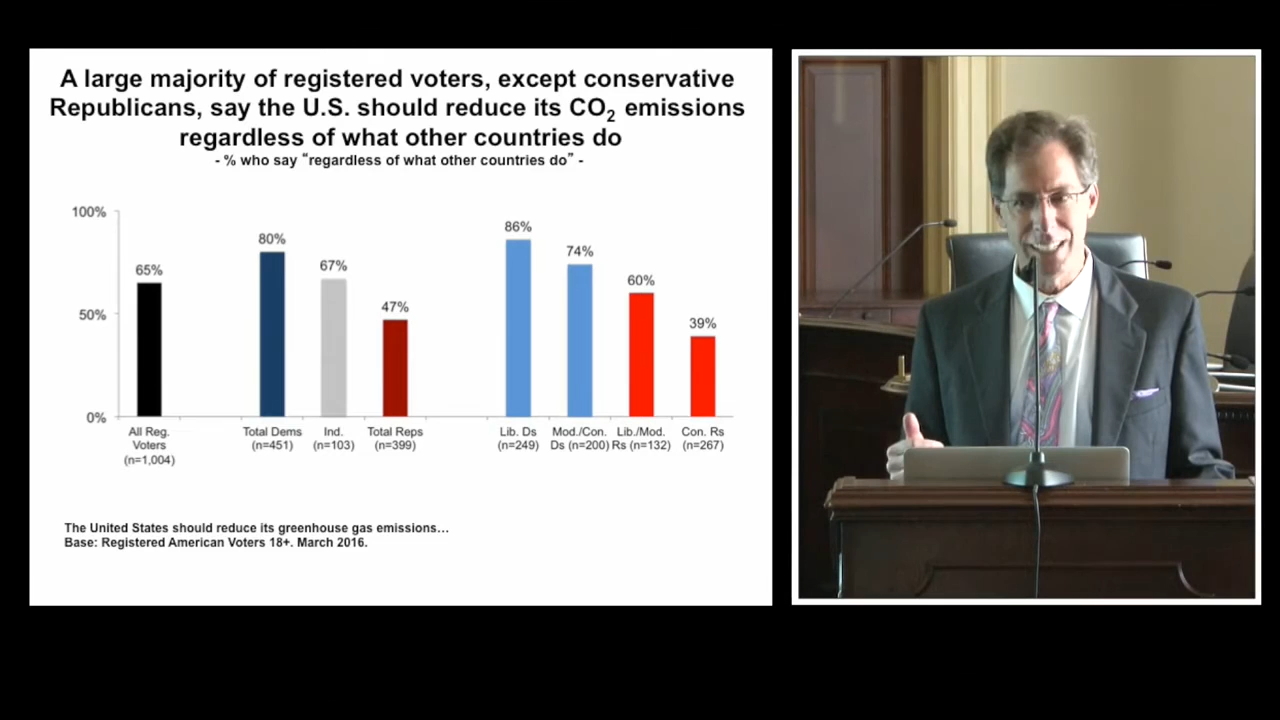 A large majority of registered voters, except conservative
Republicans, say the U.S. should reduce its CO2 emissions
regardless of what other countries do
- % who say “regardless of what other countries do” -
100%
50%
0%
65%
80%
67%
47%
86%
74%
60%
39%
All Reg.
Voters
(n=1,004)
Total Dems
(n=451)
Ind.
(n=103)
Total Reps
(n=399)
Lib. Ds
(n=249)
Mod./Con.
Ds (n=200)
Lib./Mod.
Rs (n=132)
Con. Rs
(n=267)
The United States should reduce its greenhouse gas emissions…
Base: Registered American Voters 18+. March 2016.